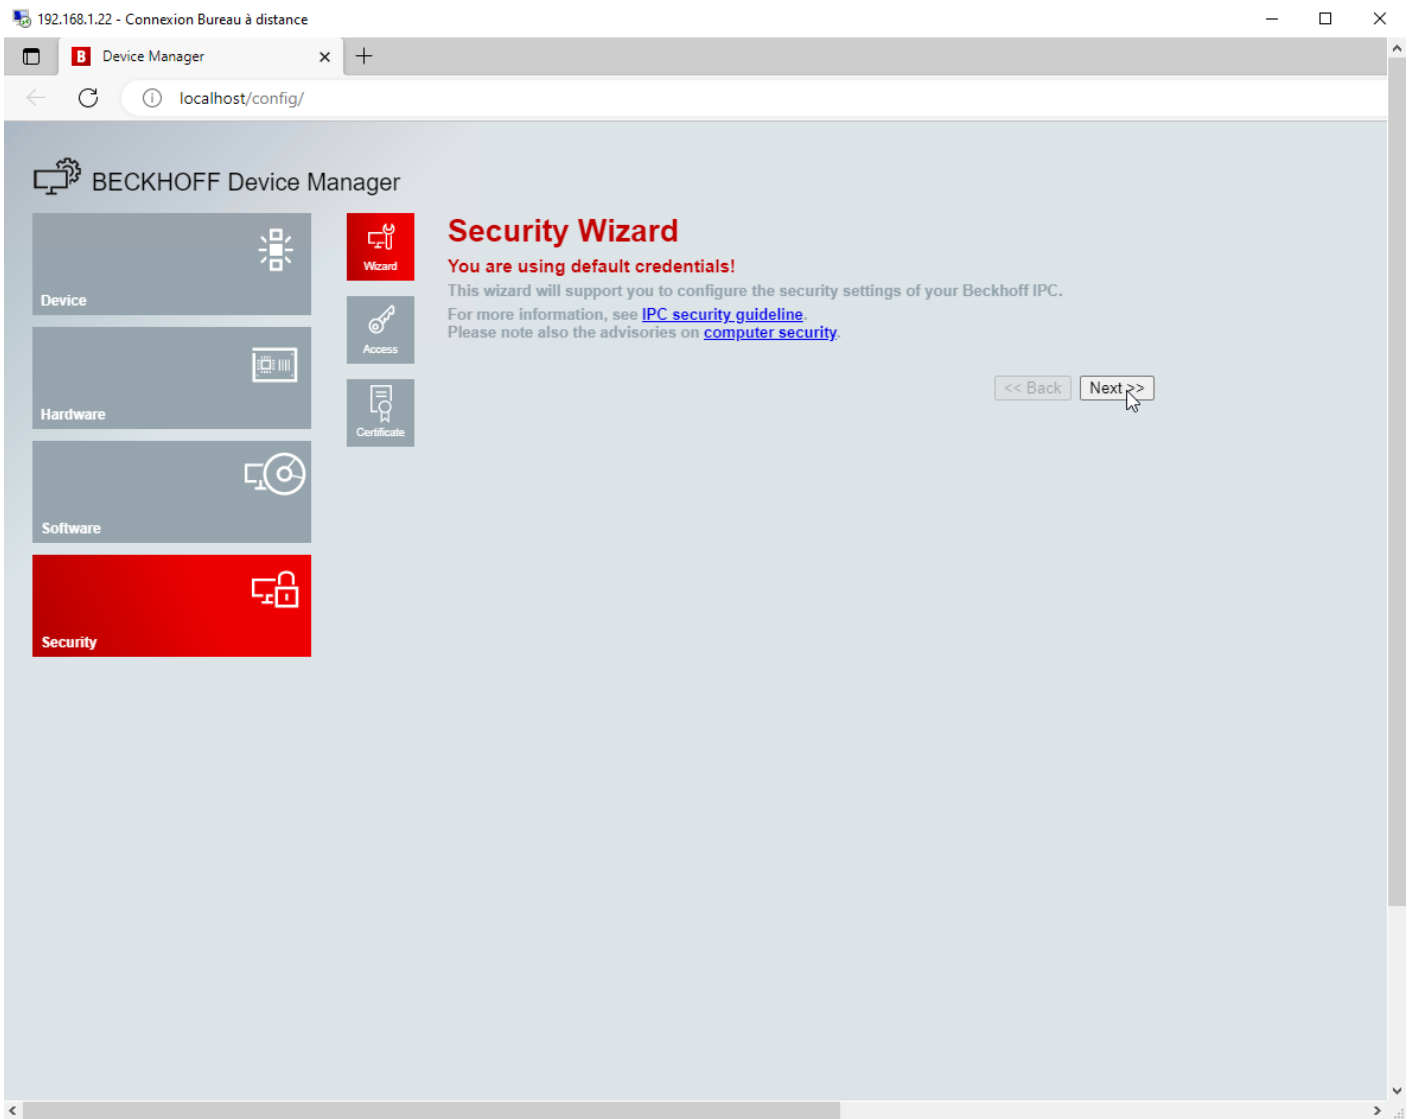 192.168.1.22 - Connexion Bureau à distance
B Device Manager
localhost/config/
BECKHOFF Device Manager
Device
Hardware
Software
Security
Wizard
Access
Certificate
Security Wizard
You are using default credentials!
This wizard will support you to configure the security settings of your Beckhoff IPC.
For more information, see IPC security guideline.
Please note also the advisories on computer security.
<< Back Next >>